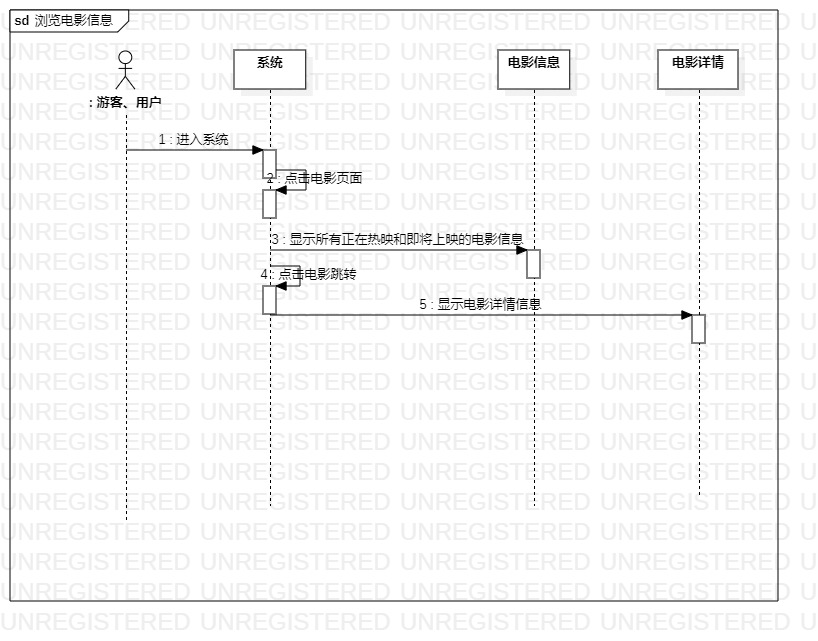 sd 浏览电影信息
: 游客、用户
系统
电影信息
电影详情
1 : 进入系统
2 : 点击电影页面
3 : 显示所有正在热映和即将上映的电影信息
4 : 点击电影跳转
5 : 显示电影详情信息
UNREGISTERED